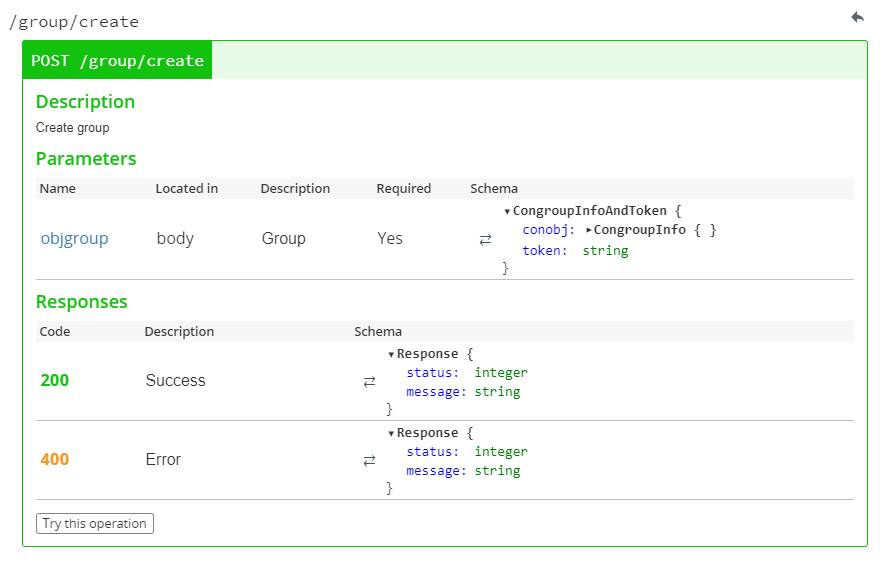 /group/create
POST /group/create
Description
Create group
Parameters
Name Located in Description Required Schema
objgroup body Group Yes ⇄ ▾CongroupInfoAndToken {
conobj: ▸CongroupInfo { }
token: string
}
Responses
Code Description Schema
200 Success ⇄ ▾Response {
status: integer
message: string
}
400 Error ⇄ ▾Response {
status: integer
message: string
}
Try this operation